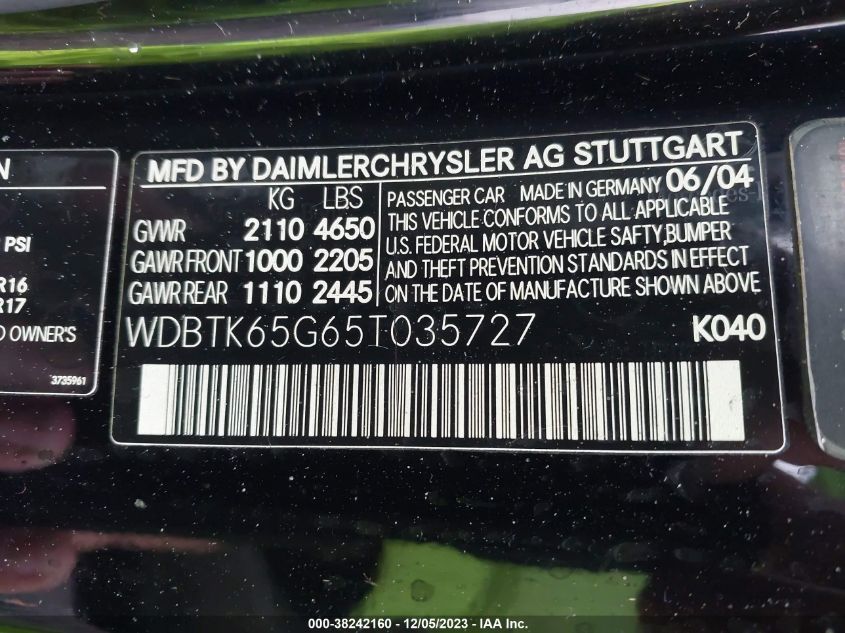 N
PSI
R16
R17
OWNER'S
3735961
MFD BY DAIMLERCHRYSLER AG STUTTGART
KG LBS
GVWR 2110 4650
GAWR FRONT 1000 2205
GAWR REAR 1110 2445
PASSENGER CAR MADE IN GERMANY 06/04
THIS VEHICLE CONFORMS TO ALL APPLICABLE
U.S. FEDERAL MOTOR VEHICLE SAFTY,BUMPER
AND THEFT PREVENTION STANDARDS IN EFFECT
ON THE DATE OF MANUFACTURE SHOWN ABOVE
WDBTK65G65T035727 K040
000-38242160 - 12/05/2023 - IAA Inc.